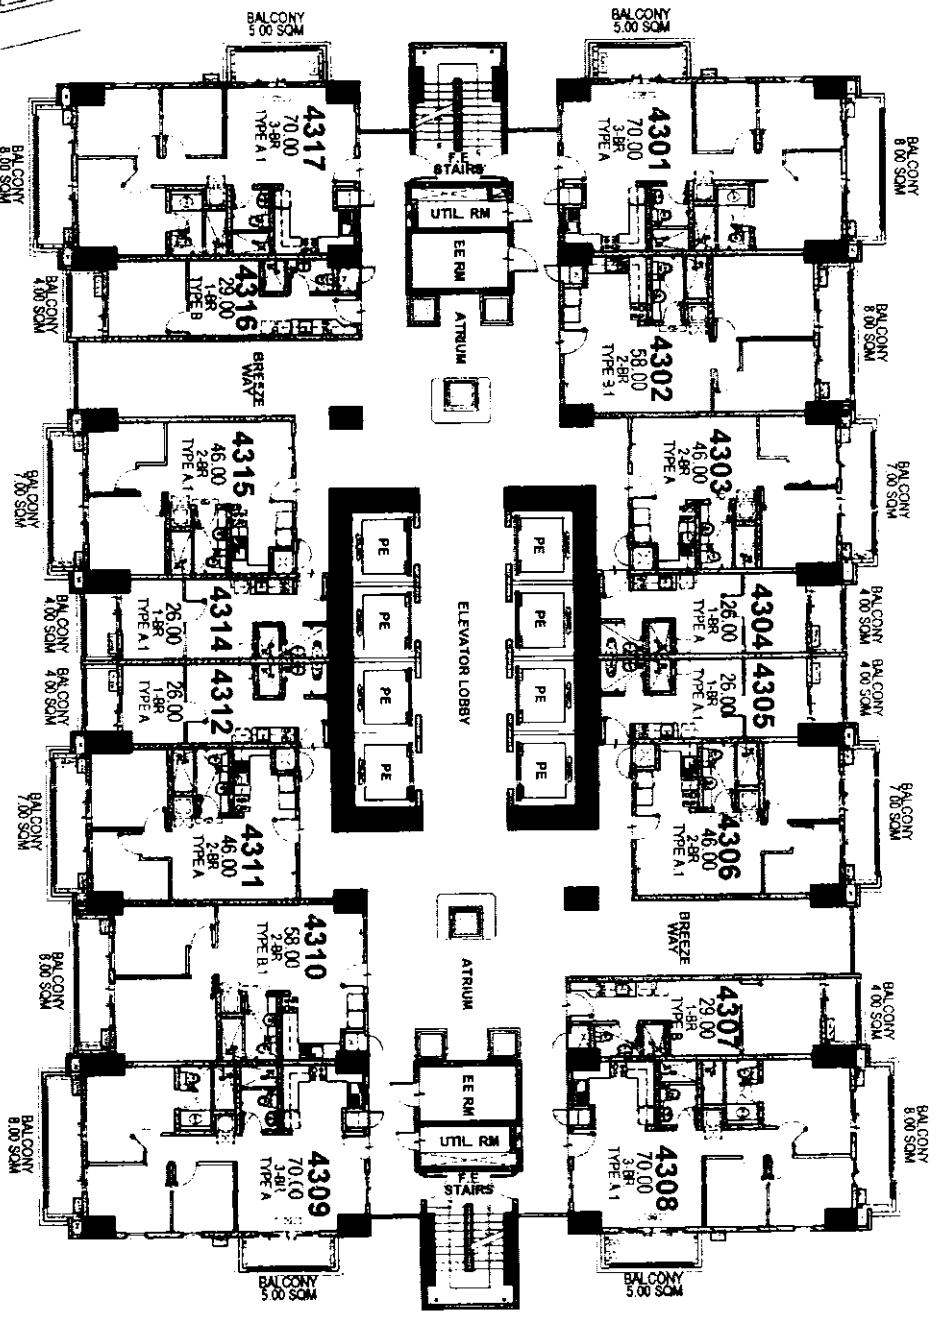 BALCONY
5.00 SQM
BALCONY
5.00 SQM
BALCONY
8.00 SQM
4317
70.00
3-BR
TYPE A.1
F.E
STAIRS
UTIL. RM
EE RM
4301
70.00
3-BR
TYPE A
BALCONY
8.00 SQM
BALCONY
4.00 SQM
4316
29.00
1-BR
TYPE B
ATRIUM
4302
58.00
2-BR
TYPE B.1
BALCONY
8.00 SQM
BREEZE
WAY
BALCONY
7.00 SQM
4315
46.00
2-BR
TYPE A.1
4303
46.00
2-BR
TYPE A
BALCONY
7.00 SQM
PE
PE
BALCONY
4.00 SQM
4314
26.00
1-BR
TYPE A.1
PE
ELEVATOR LOBBY
PE
4304
26.00
1-BR
TYPE A
BALCONY
4.00 SQM
BALCONY
4.00 SQM
4312
26.00
1-BR
TYPE A
PE
PE
4305
26.00
1-BR
TYPE A.1
BALCONY
4.00 SQM
PE
PE
BALCONY
7.00 SQM
4311
46.00
2-BR
TYPE A
4306
46.00
2-BR
TYPE A.1
BALCONY
7.00 SQM
BREEZE
WAY
BALCONY
8.00 SQM
4310
58.00
2-BR
TYPE B.1
ATRIUM
4307
29.00
1-BR
TYPE B
BALCONY
4.00 SQM
BALCONY
8.00 SQM
4309
70.00
3-BR
TYPE A
EE RM
UTIL. RM
F.E
STAIRS
4308
70.00
3-BR
TYPE A.1
BALCONY
8.00 SQM
BALCONY
5.00 SQM
BALCONY
5.00 SQM